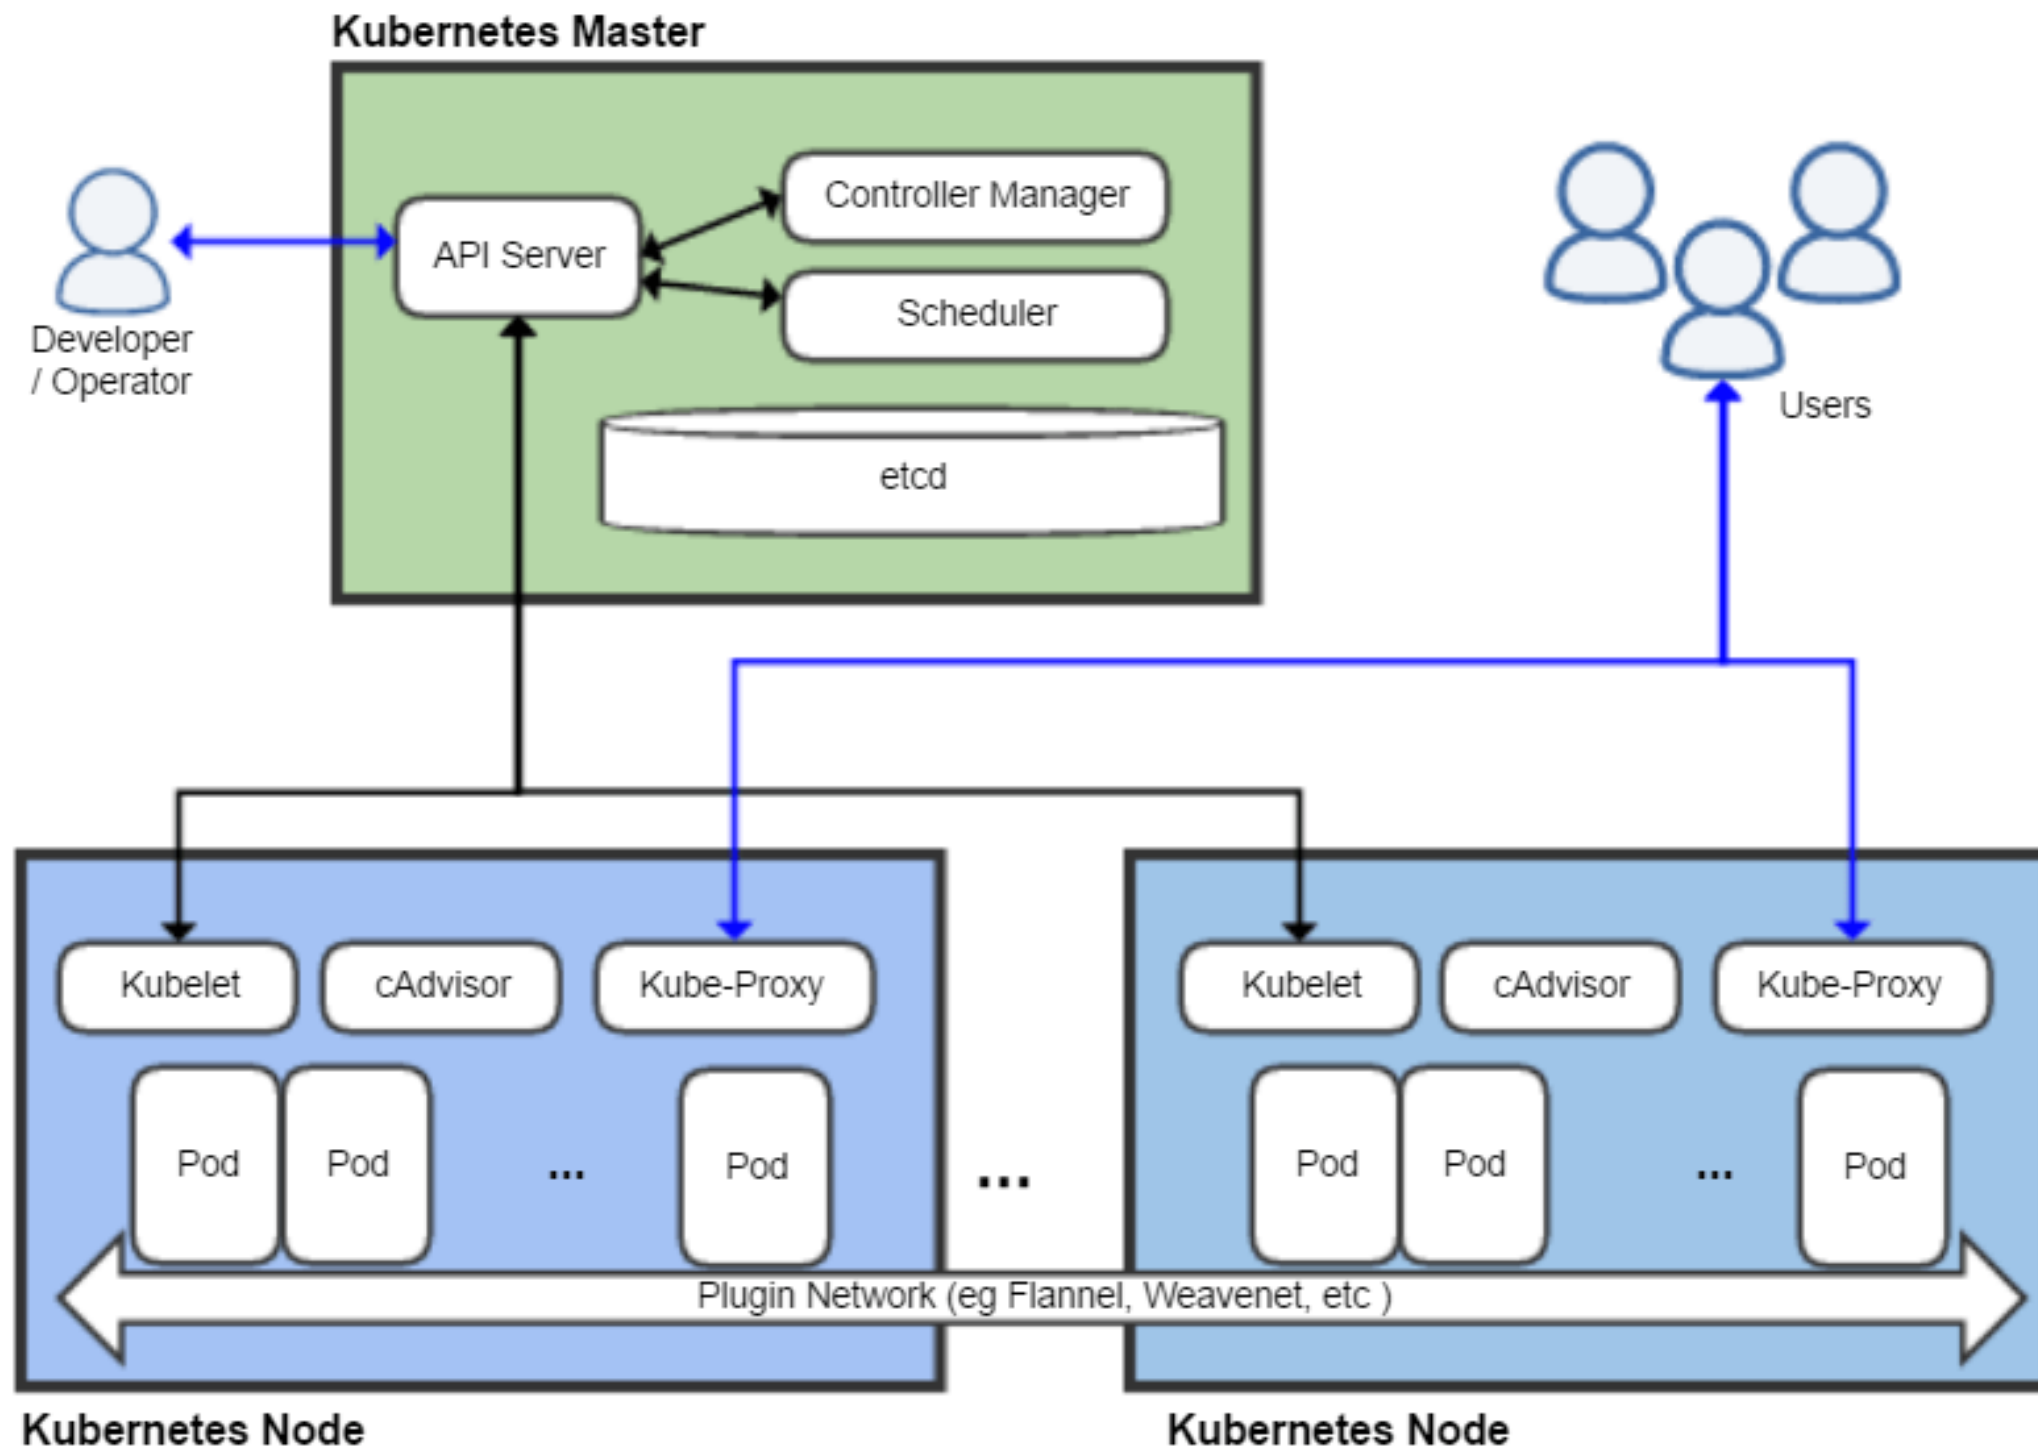 Kubernetes Master
Controller Manager
API Server
Scheduler
Developer
/ Operator
Users
etcd
Kubelet
cAdvisor
Kube-Proxy
Kubelet
cAdvisor
Kube-Proxy
Pod
Pod
...
Pod
...
Pod
Pod
...
Pod
Plugin Network (eg Flannel, Weavenet, etc )
Kubernetes Node
Kubernetes Node